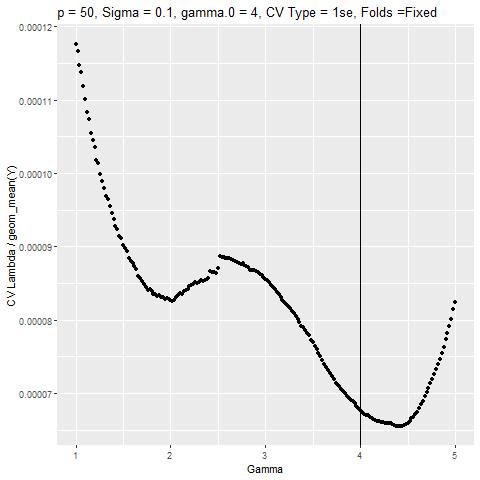 p = 50, Sigma = 0.1, gamma.0 = 4, CV Type = 1se, Folds =Fixed
0.00012
0.00011
0.00010
0.00009
0.00008
0.00007
CV Lambda / geom_mean(Y)
1 2 3 4 5
Gamma